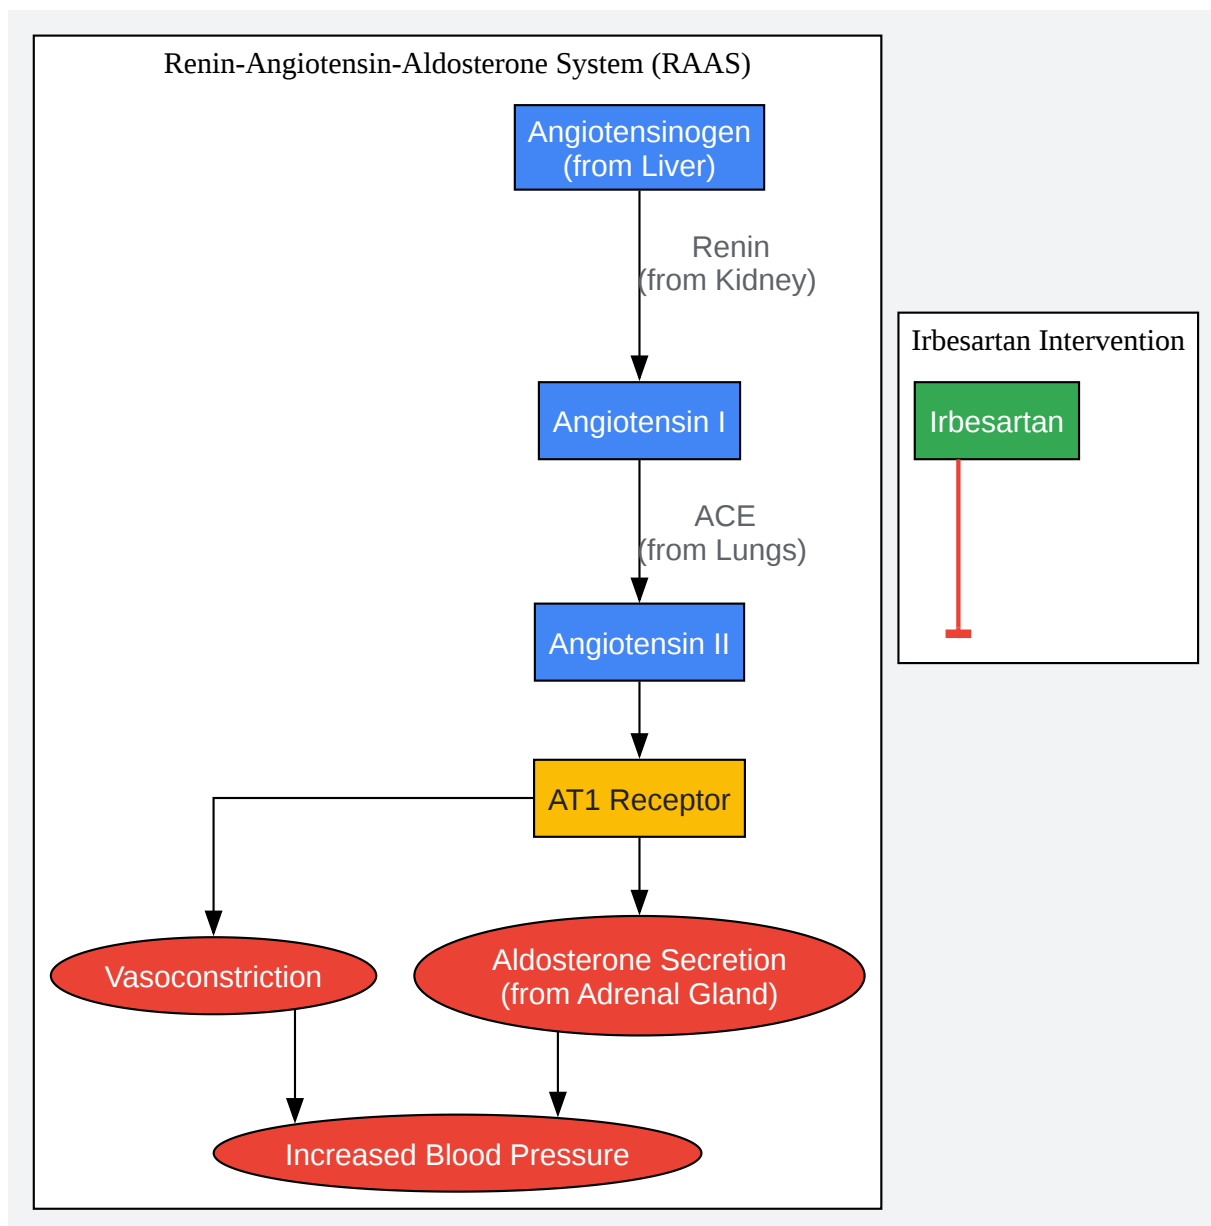 Renin-Angiotensin-Aldosterone System (RAAS)
Angiotensinogen
(from Liver)
Renin
(from Kidney)
Irbesartan Intervention
Angiotensin I
Irbesartan
ACE
(from Lungs)
Angiotensin II
AT1 Receptor
Vasoconstriction
Aldosterone Secretion
(from Adrenal Gland)
Increased Blood Pressure